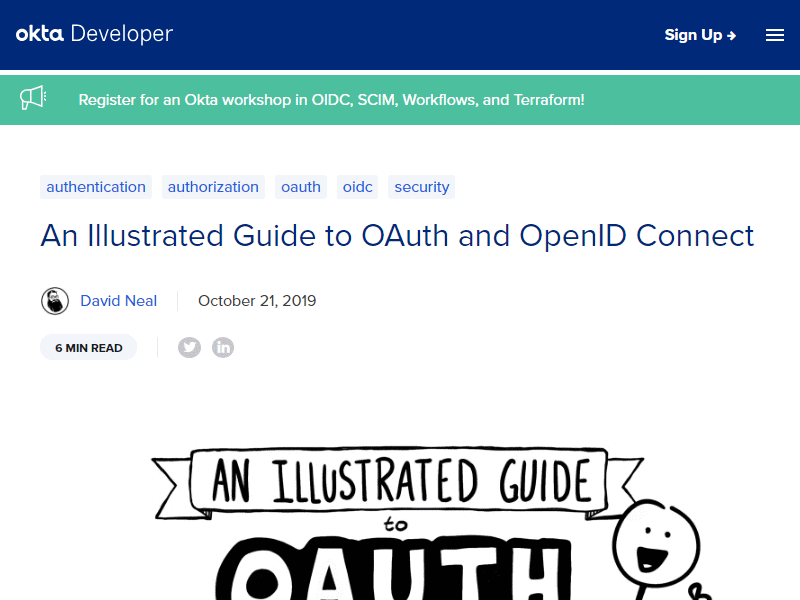 okta Developer
Sign Up →
Register for an Okta workshop in OIDC, SCIM, Workflows, and Terraform!
authentication authorization oauth oidc security
An Illustrated Guide to OAuth and OpenID Connect
David Neal October 21, 2019
6 MIN READ
in
AN ILLUSTRATED GUIDE
to
OAUTH